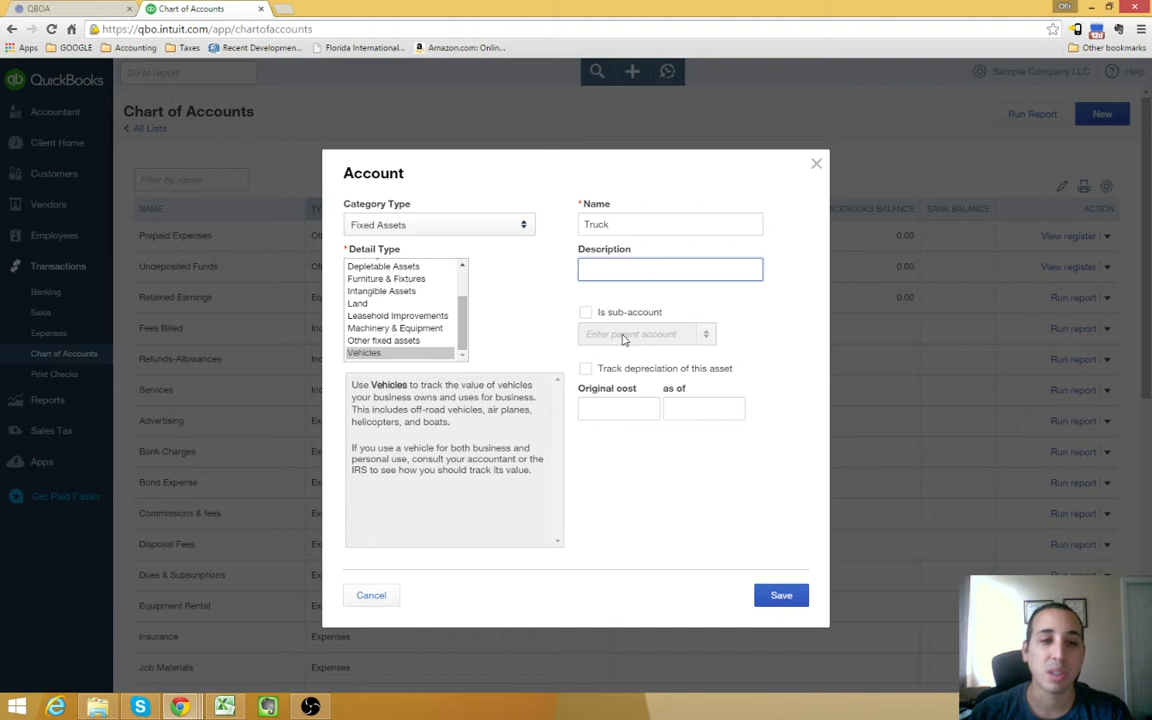 QBOA
Chart of Accounts
Ofir
https://qbo.intuit.com/app/chartofaccounts
Apps
GOOGLE
Accounting
Taxes
Recent Developmen...
Florida International...
Amazon.com: Onlin...
Other bookmarks
qb QuickBooks
Go to report
Sample Company LLC
Help
Accountant
Client Home
Customers
Vendors
Employees
Transactions
Banking
Sales
Expenses
Chart of Accounts
Print Checks
Reports
Sales Tax
Apps
Get Paid Faster
Chart of Accounts
All Lists
Run Report
New
Filter by name
NAME
QUICKBOOKS BALANCE
BANK BALANCE
ACTION
Prepaid Expenses
0.00
View register
Undeposited Funds
0.00
View register
Retained Earnings
0.00
Run report
Fees Billed
Run report
Refunds-Allowances
Run report
Services
Run report
Advertising
Run report
Bank Charges
Run report
Bond Expense
Run report
Commissions & fees
Run report
Disposal Fees
Run report
Dues & Subscriptions
Run report
Equipment Rental
Expenses
Insurance
Expenses
Job Materials
Expenses
Account
Category Type
Fixed Assets
* Detail Type
Depletable Assets
Furniture & Fixtures
Intangible Assets
Land
Leasehold Improvements
Machinery & Equipment
Other fixed assets
Vehicles
Use Vehicles to track the value of vehicles
your business owns and uses for business.
This includes off-road vehicles, air planes,
helicopters, and boats.
If you use a vehicle for both business and
personal use, consult your accountant or the
IRS to see how you should track its value.
* Name
Truck
Description
Is sub-account
Enter parent account
Track depreciation of this asset
Original cost
as of
Cancel
Save